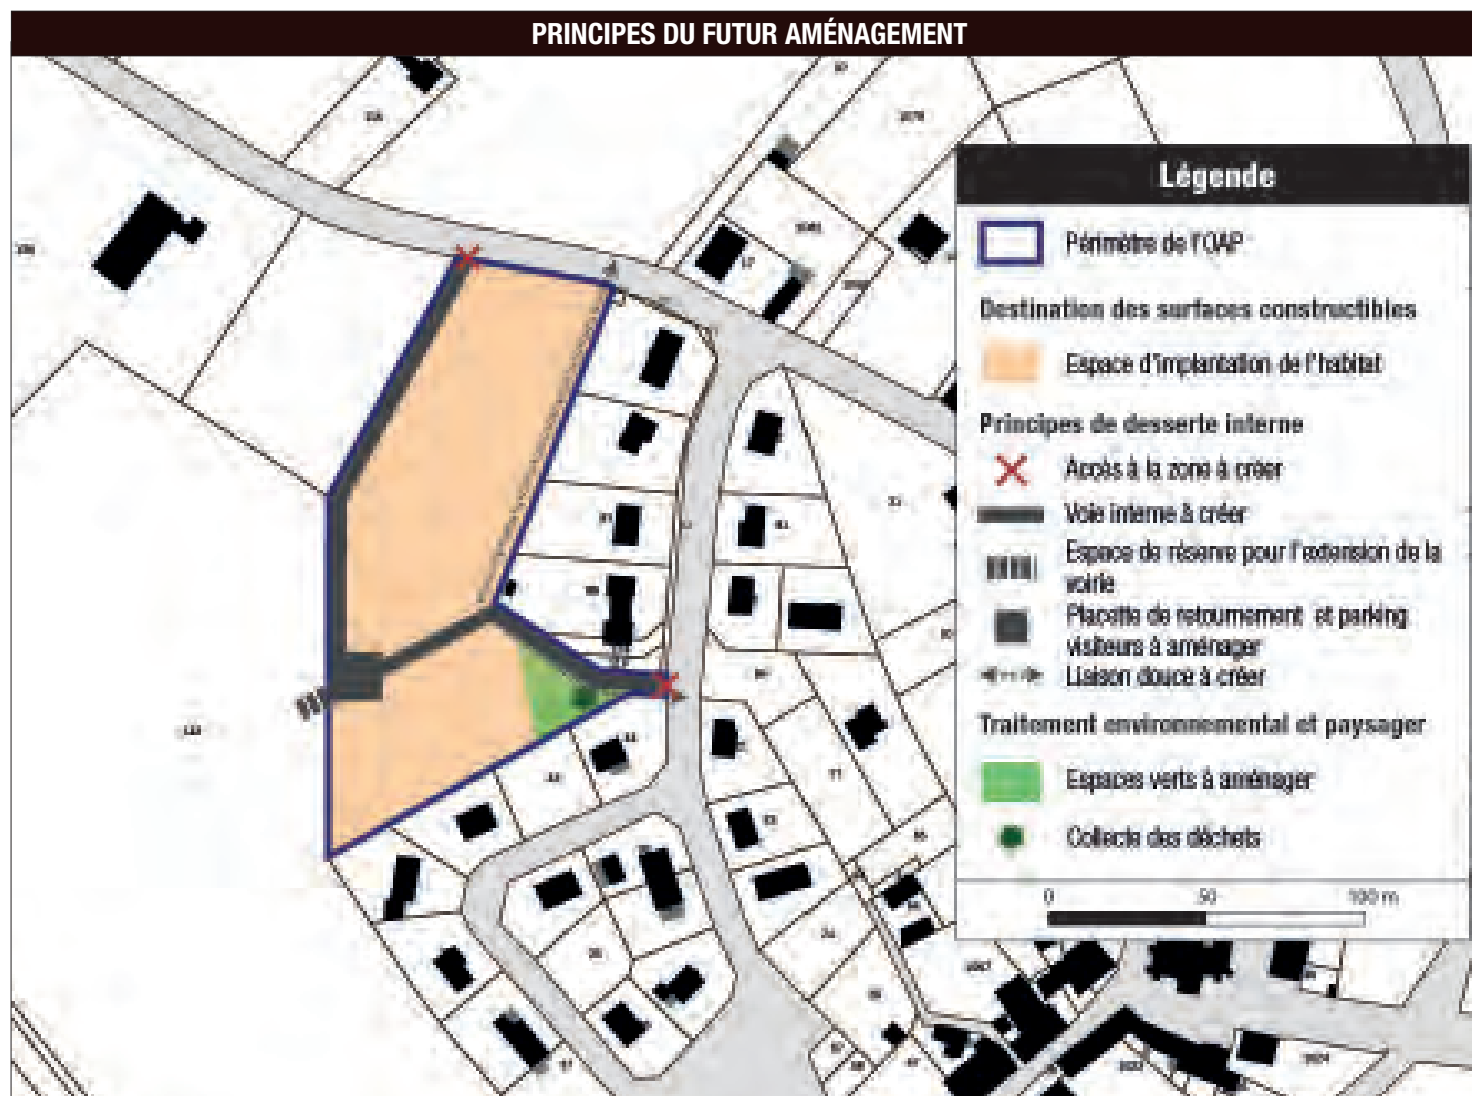 PRINCIPES DU FUTUR AMÉNAGEMENT
Légende
Périmètre de l'OAP
Destination des surfaces constructibles
Espace d'implantation de l'habitat
Principes de desserte interne
Accès à la zone à créer
Voie interne à créer
Espace de réserve pour l'extension de la
voirie
Placette de retournement et parking
visiteurs à aménager
Liaison douce à créer
Traitement environnemental et paysager
Espaces verts à aménager
Collecte des déchets
0 50 100 m